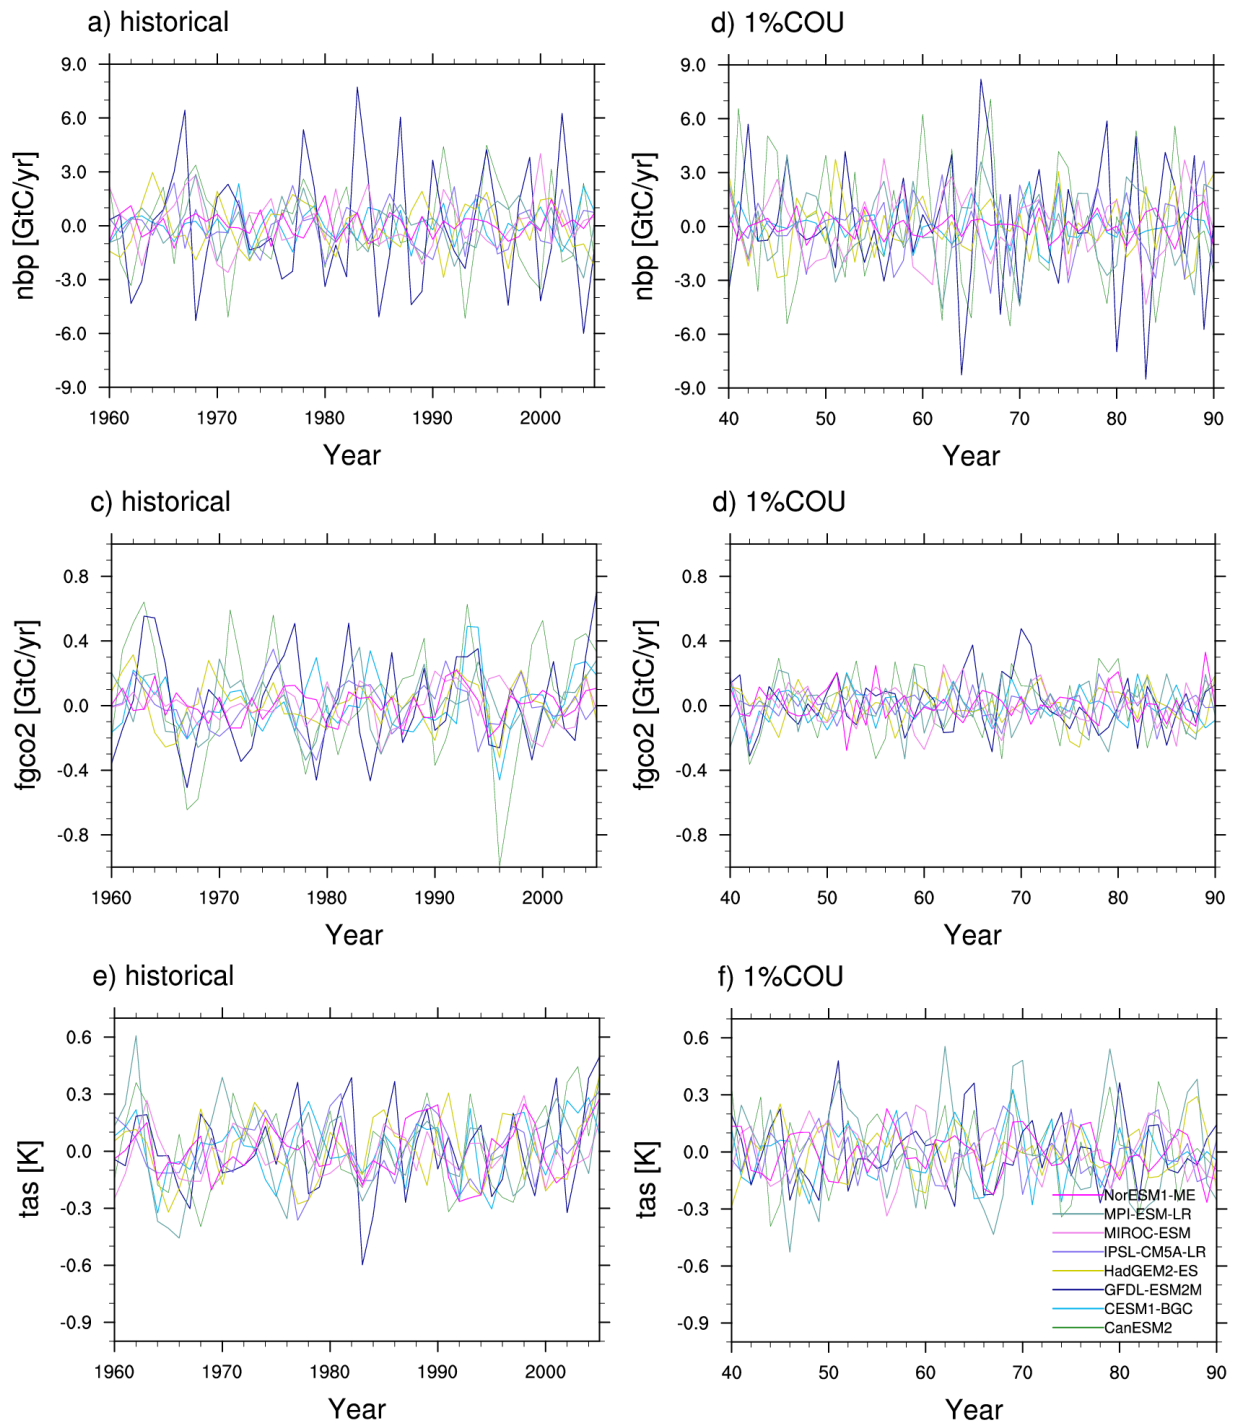 a) historical
d) 1%COU
nbp [GtC/yr]
9.0
6.0
3.0
0.0
-3.0
-6.0
-9.0
1960 1970 1980 1990 2000
Year
nbp [GtC/yr]
9.0
6.0
3.0
0.0
-3.0
-6.0
-9.0
40 50 60 70 80 90
Year
c) historical
d) 1%COU
fgco2 [GtC/yr]
0.8
0.4
0.0
-0.4
-0.8
1960 1970 1980 1990 2000
Year
fgco2 [GtC/yr]
0.8
0.4
0.0
-0.4
-0.8
40 50 60 70 80 90
Year
e) historical
f) 1%COU
tas [K]
0.6
0.3
0.0
-0.3
-0.6
-0.9
1960 1970 1980 1990 2000
Year
tas [K]
0.6
0.3
0.0
-0.3
-0.6
-0.9
NorESM1-ME
MPI-ESM-LR
MIROC-ESM
IPSL-CM5A-LR
HadGEM2-ES
GFDL-ESM2M
CESM1-BGC
CanESM2
40 50 60 70 80 90
Year